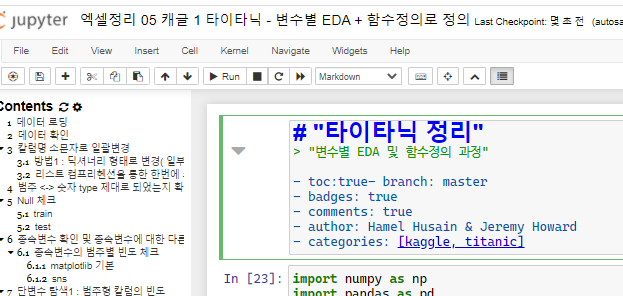 jupyter 엑셀정리 05 캐글 1 타이타닉 - 변수별 EDA + 함수정의로 정의 Last Checkpoint: 몇 초 전 (autosa
File Edit View Insert Cell Kernel Navigate Widgets Help
Run Markdown
Contents
1 데이터 로딩
2 데이터 확인
3 칼럼명 소문자로 일괄변경
3.1 방법1 : 딕셔너리 형태로 변경( 일부
3.2 리스트 컴프리헨션을 통한 한번에
4 범주 <-> 숫자 type 제대로 되었는지 확
5 Null 체크
5.1 train
5.2 test
6 종속변수 확인 및 종속변수에 대한 다른
6.1 종속변수의 범주별 빈도 체크
6.1.1 matplotlib 기본
6.1.2 sns
7 단변수 탐색1 : 범주형 칼럼의 빈도
# "타이타닉 정리"
> "변수별 EDA 및 함수정의 과정"
- toc:true- branch: master
- badges: true
- comments: true
- author: Hamel Husain & Jeremy Howard
- categories: [kaggle, titanic]
In [23]: import numpy as np
import pandas as pd